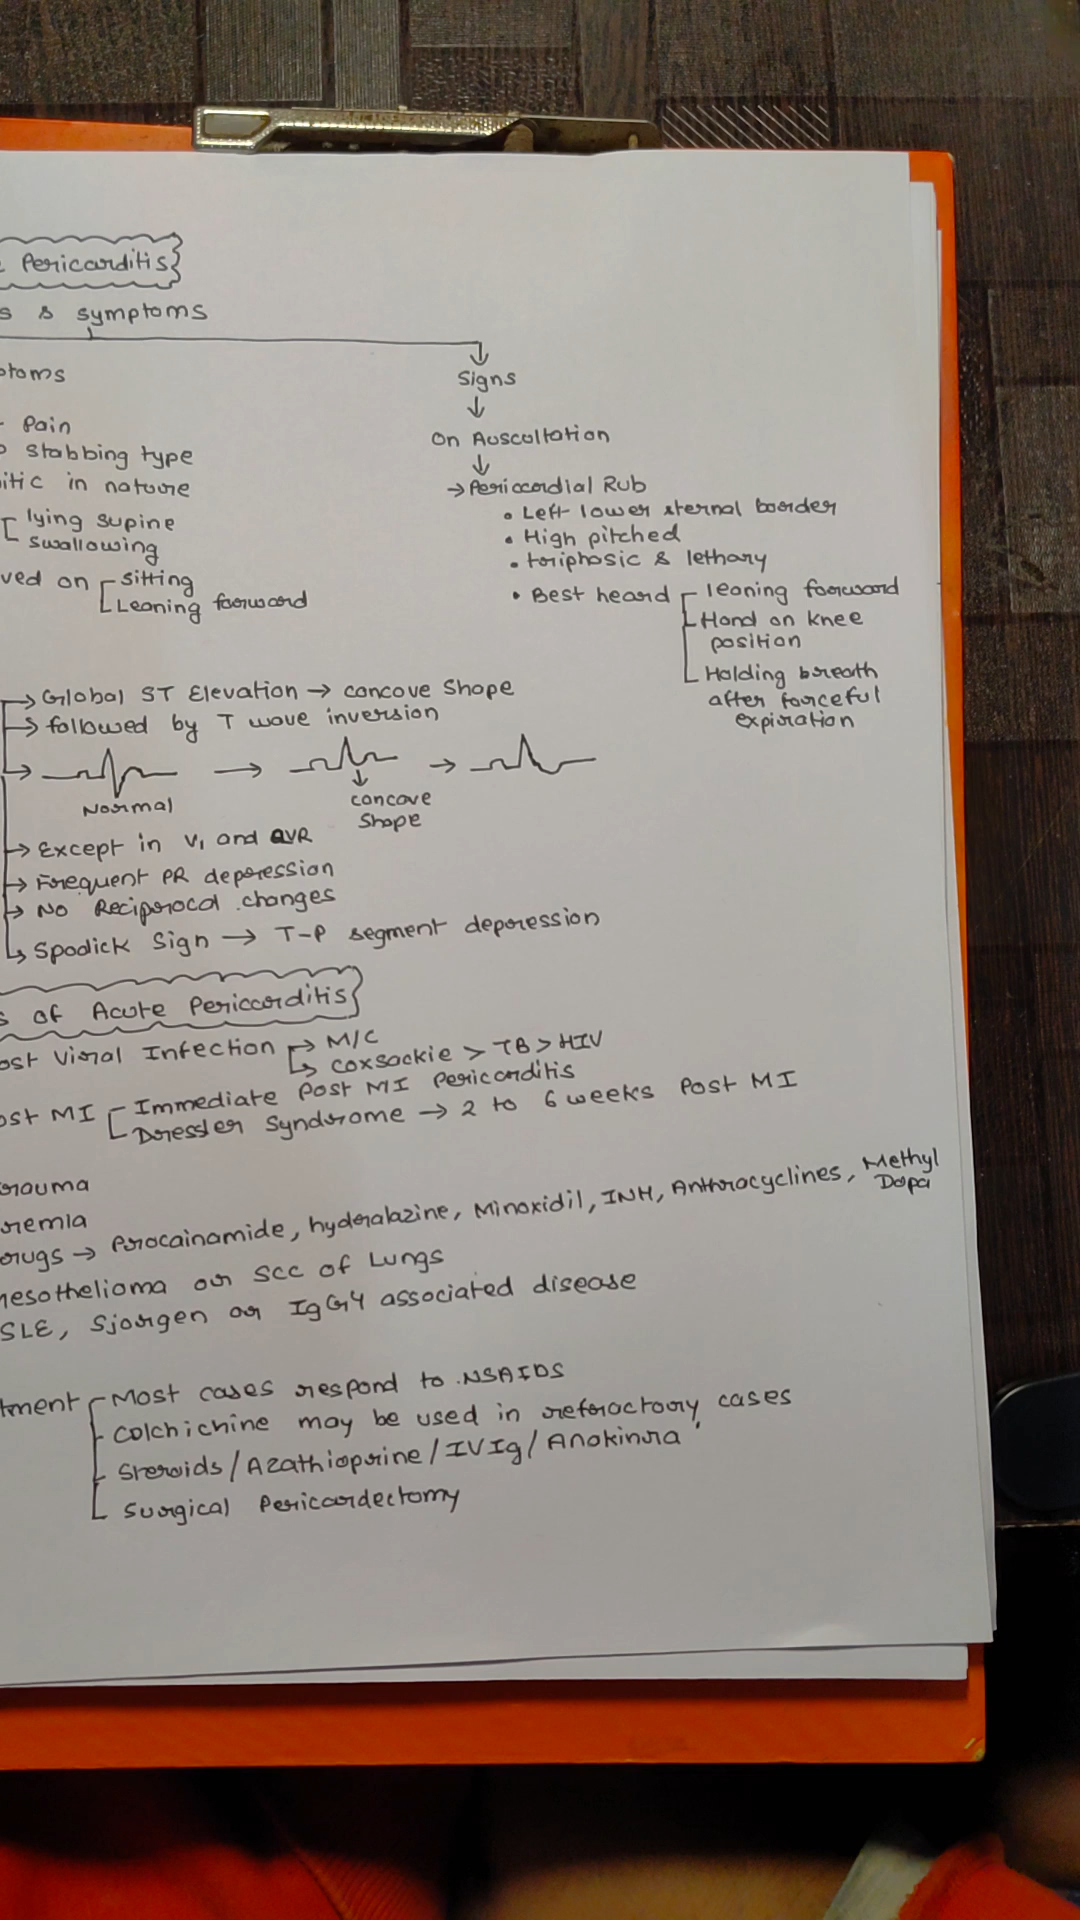 Pericarditis
s & symptoms
ptoms
Signs
Pain
On Auscultation
stabbing type
itic in nature
→ Pericardial Rub
lying supine
• Left lower sternal boarder
swallowing
• High pitched
ved on sitting
• triphasic & lethary
Leaning forward
• Best heard leaning forward
Hand on knee
position
Holding breath
after forceful
expiration
→ Global ST Elevation → concave shape
→ followed by T wave inversion
→ → →
Normal
concave
shape
→ Except in V1 and aVR
→ Frequent PR depression
→ No Reciprocal changes
→ Spodick Sign → T-P segment depression
s of Acute Pericarditis
ost Viral Infection → M/C
→ coxsackie > TB > HIV
ost MI Immediate Post MI Pericarditis
Dressler Syndrome → 2 to 6 weeks Post MI
rauma
remia
rugs → Procainamide, hyderalazine, Minoxidil, INH, Anthracyclines, Methyl
Dopa
esothelioma or SCC of Lungs
SLE, Sjorgen or IgG4 associated disease
tment Most cases respond to NSAIDS
Colchichine may be used in refractory cases
Steroids/Azathioprine/IVIg/Anakinra
Surgical Pericardectomy